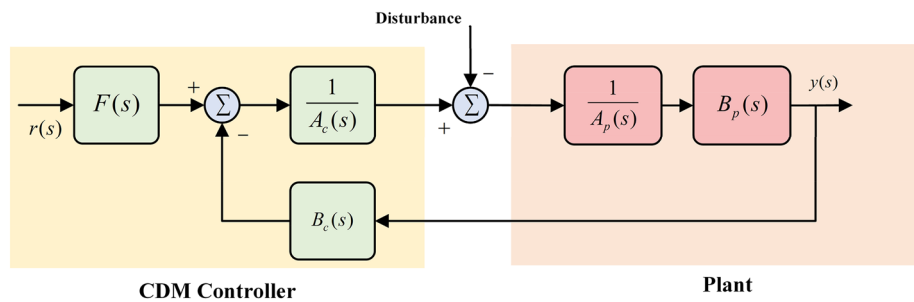 Disturbance
F(s)
+
Σ
−
1
A_c(s)
−
Σ
+
1
A_p(s)
B_p(s)
y(s)
r(s)
B_c(s)
CDM Controller
Plant